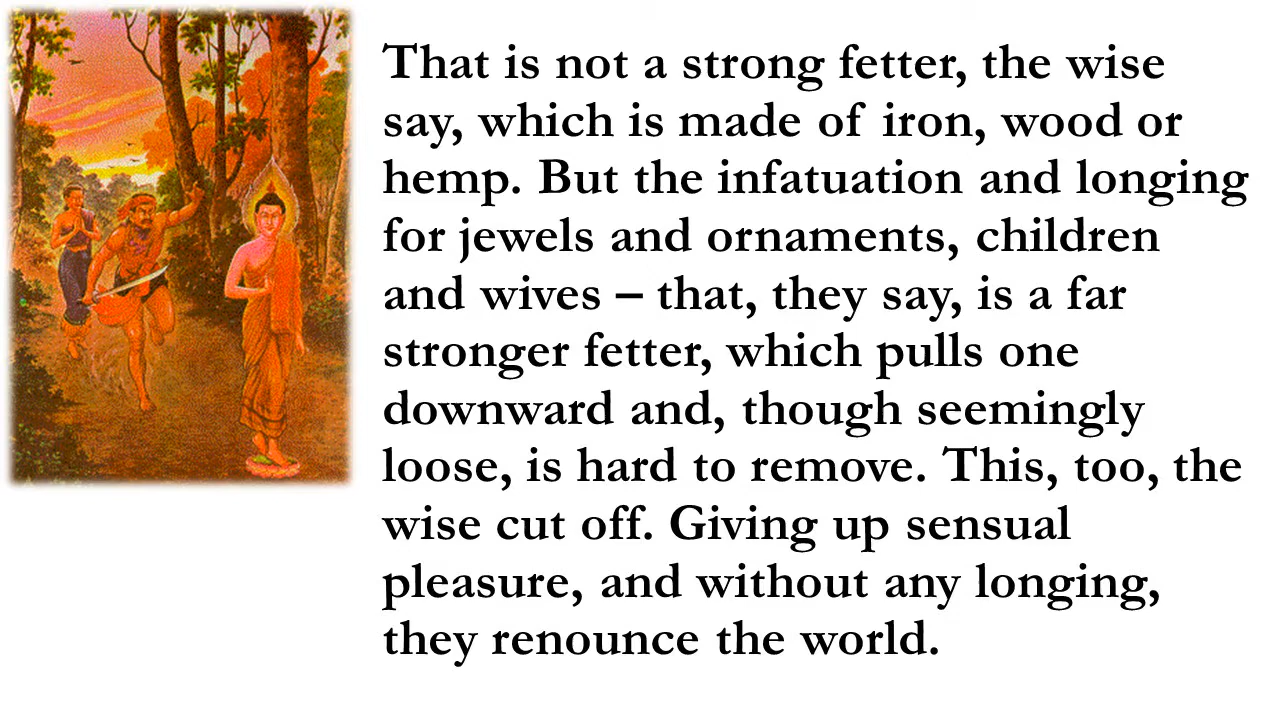 That is not a strong fetter, the wise
say, which is made of iron, wood or
hemp. But the infatuation and longing
for jewels and ornaments, children
and wives – that, they say, is a far
stronger fetter, which pulls one
downward and, though seemingly
loose, is hard to remove. This, too, the
wise cut off. Giving up sensual
pleasure, and without any longing,
they renounce the world.